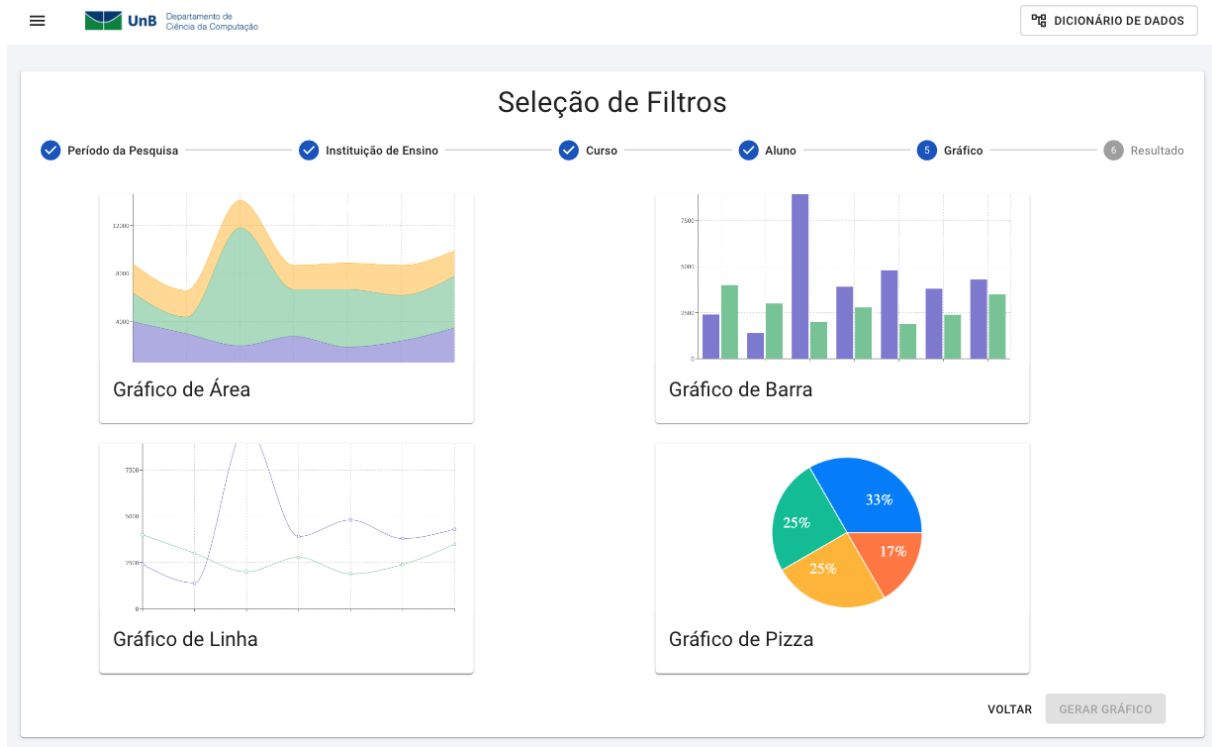 UnB
Departamento de
Ciência da Computação
DICIONÁRIO DE DADOS
Seleção de Filtros
Período da Pesquisa
Instituição de Ensino
Curso
Aluno
5 Gráfico
6 Resultado
12000
8000
4000
Gráfico de Área
7500
5000
2500
0
Gráfico de Barra
7500
5000
2500
0
Gráfico de Linha
33%
25%
17%
25%
Gráfico de Pizza
VOLTAR
GERAR GRÁFICO